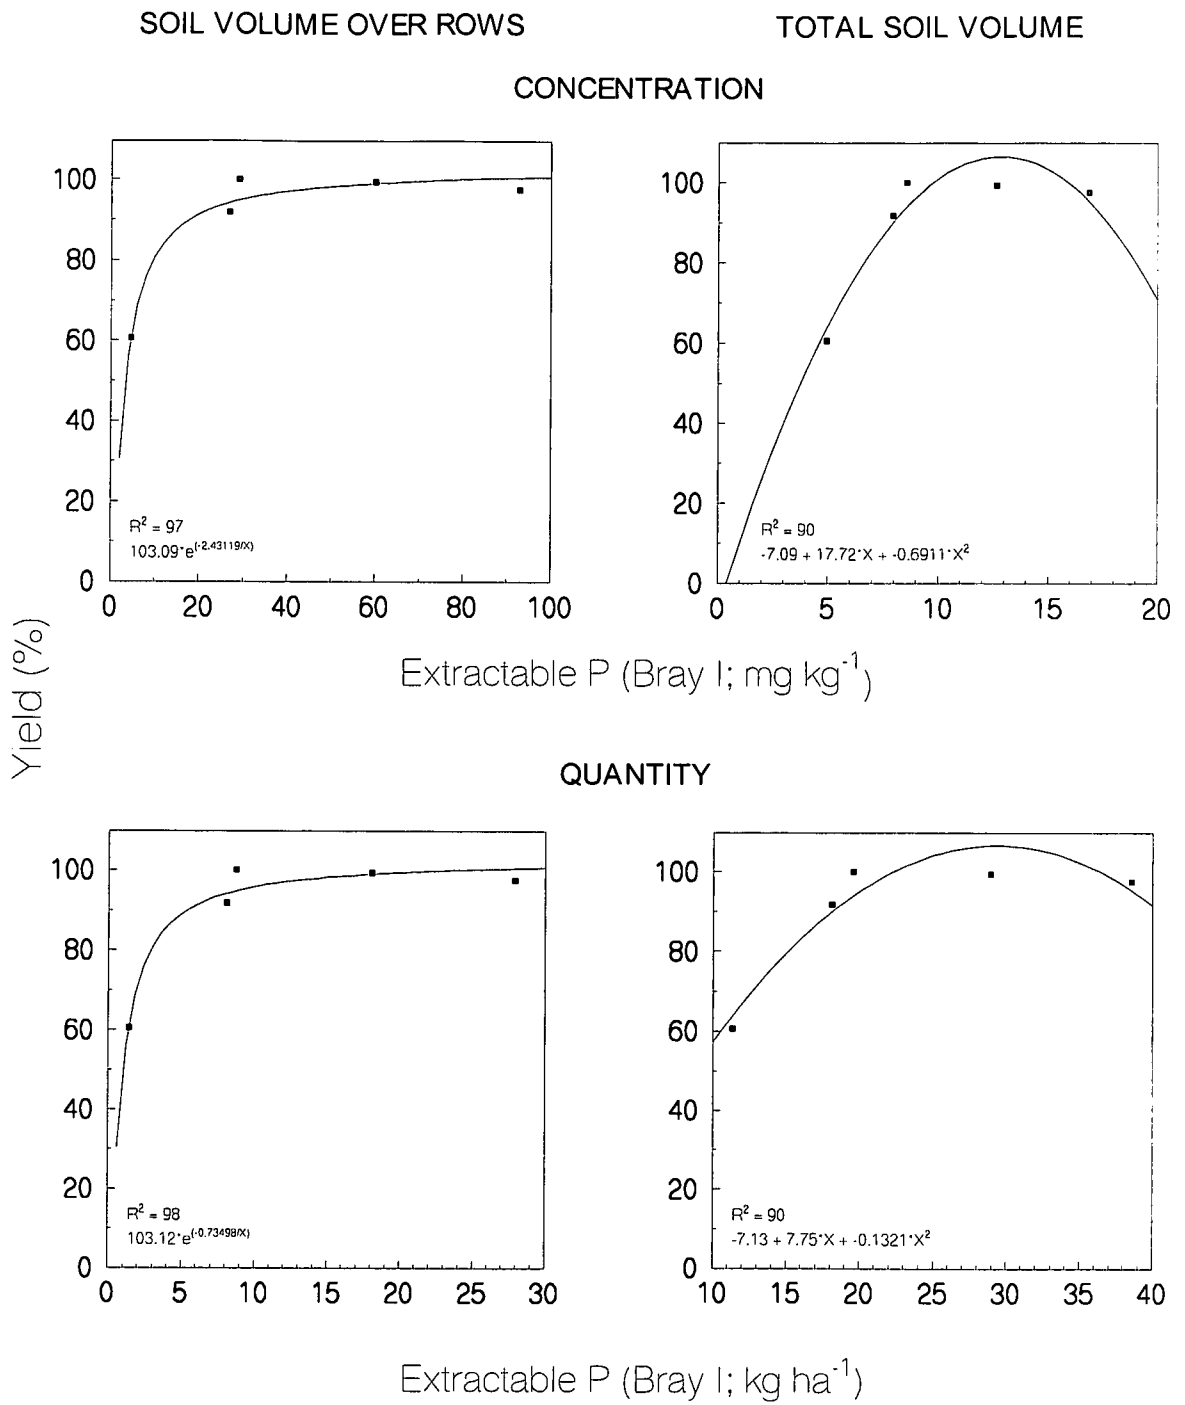 SOIL VOLUME OVER ROWS
TOTAL SOIL VOLUME
CONCENTRATION
100
80
60
40
20
0
R² = 97
103.09*e^(-2.43119/X)
0 20 40 60 80 100
100
80
60
40
20
0
R² = 90
-7.09 + 17.72*X + -0.6911*X²
0 5 10 15 20
Yield (%)
Extractable P (Bray I; mg kg⁻¹)
QUANTITY
100
80
60
40
20
0
R² = 98
103.12*e^(-0.73498/X)
0 5 10 15 20 25 30
100
80
60
40
20
0
R² = 90
-7.13 + 7.75*X + -0.1321*X²
10 15 20 25 30 35 40
Extractable P (Bray I; kg ha⁻¹)